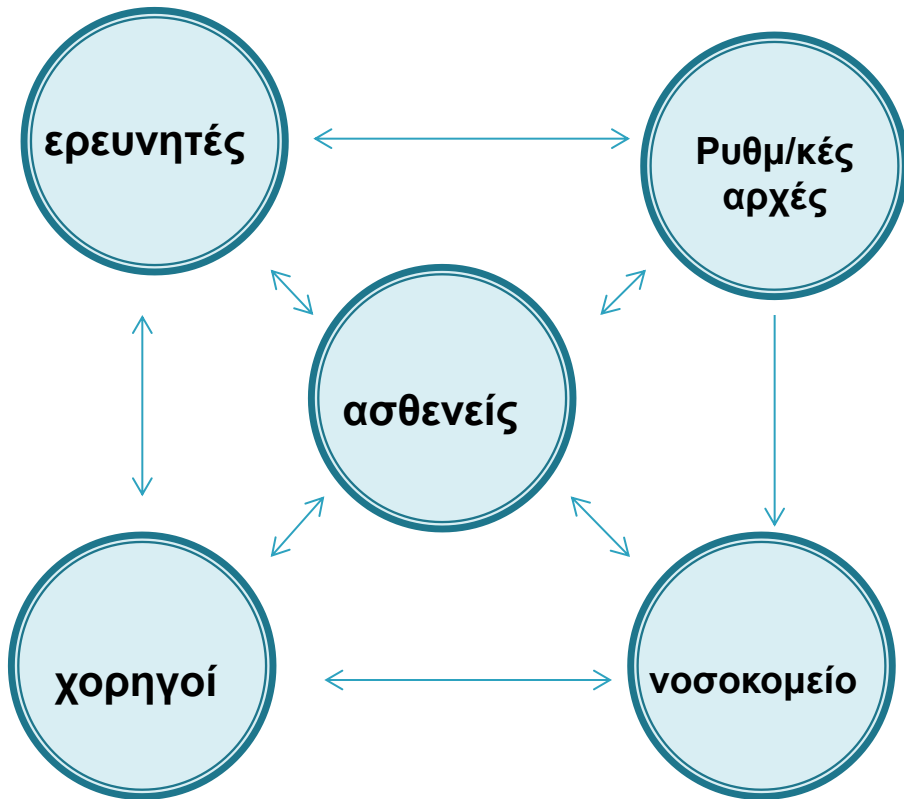 ερευνητές
Ρυθμ/κές
αρχές
ασθενείς
χορηγοί
νοσοκομείο